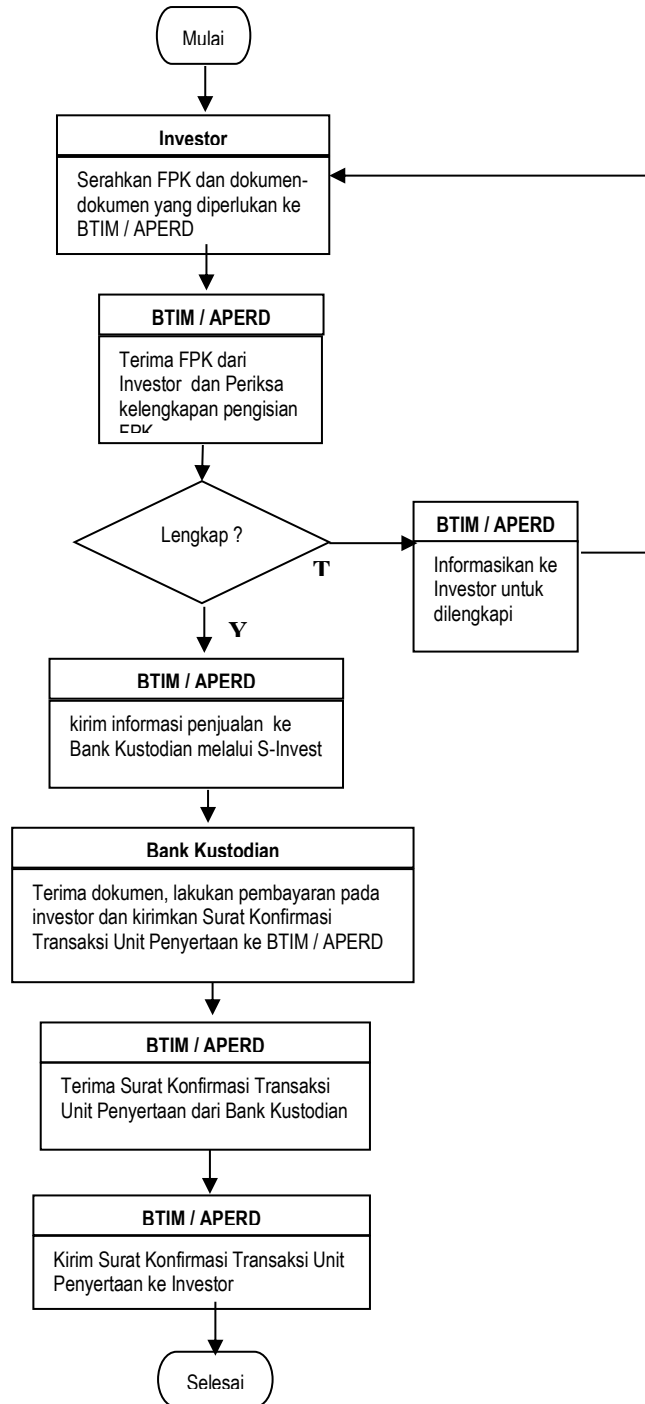 Mulai
Investor
Serahkan FPK dan dokumen-
dokumen yang diperlukan ke
BTIM / APERD
BTIM / APERD
Terima FPK dari
Investor dan Periksa
kelengkapan pengisian
FPK
Lengkap ?
T
BTIM / APERD
Informasikan ke
Investor untuk
dilengkapi
Y
BTIM / APERD
kirim informasi penjualan ke
Bank Kustodian melalui S-Invest
Bank Kustodian
Terima dokumen, lakukan pembayaran pada
investor dan kirimkan Surat Konfirmasi
Transaksi Unit Penyertaan ke BTIM / APERD
BTIM / APERD
Terima Surat Konfirmasi Transaksi
Unit Penyertaan dari Bank Kustodian
BTIM / APERD
Kirim Surat Konfirmasi Transaksi Unit
Penyertaan ke Investor
Selesai